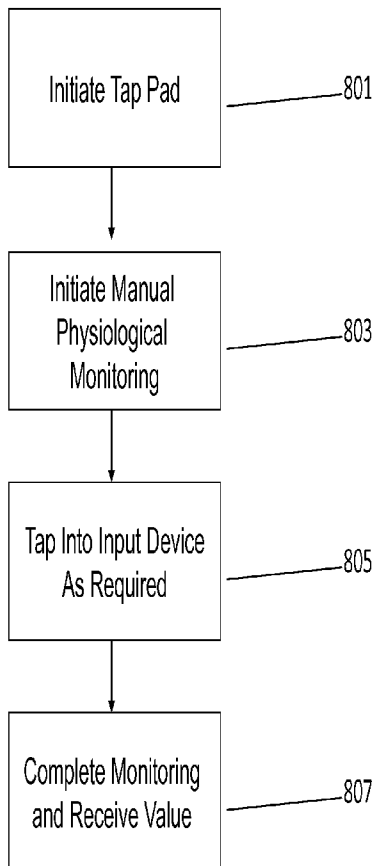 Initiate Tap Pad
801
Initiate Manual
Physiological
Monitoring
803
Tap Into Input Device
As Required
805
Complete Monitoring
and Receive Value
807